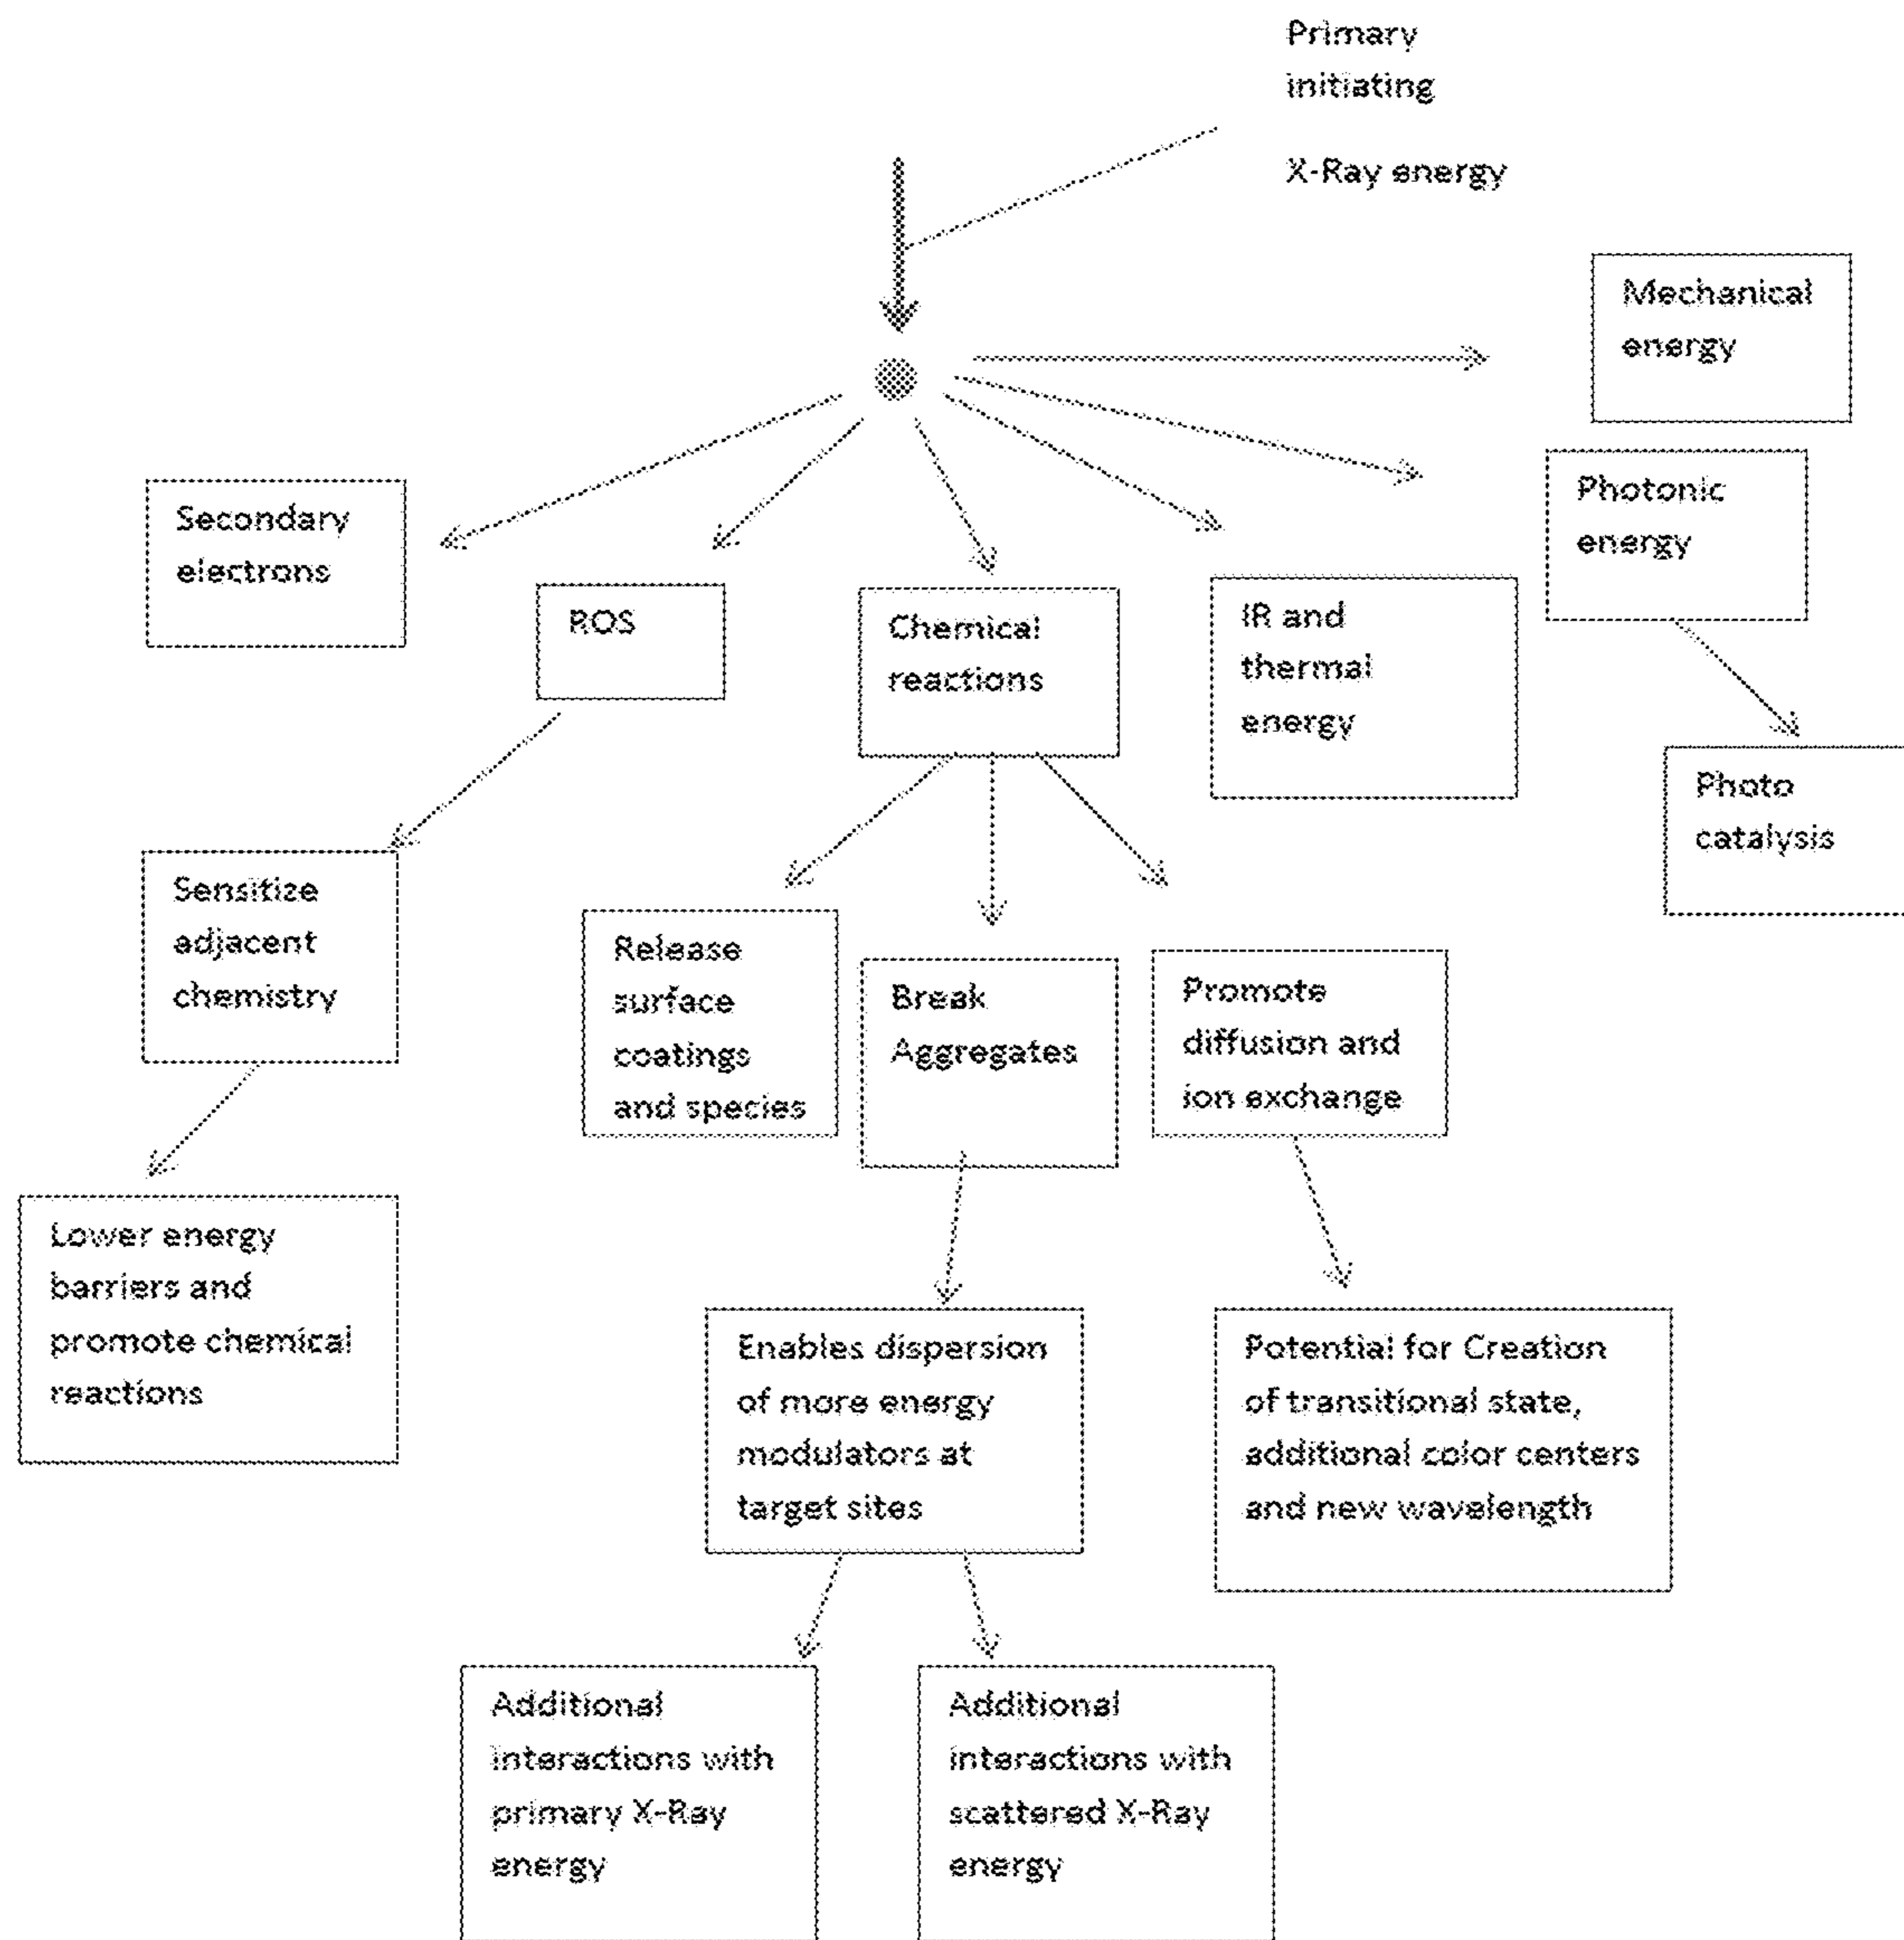 Primary
initiating
X-Ray energy
Mechanical
energy
Photonic
energy
Secondary
electrons
ROS
Chemical
reactions
IR and
thermal
energy
Photo
catalysis
Sensitize
adjacent
chemistry
Release
surface
coatings
and species
Break
Aggregates
Promote
diffusion and
ion exchange
Lower energy
barriers and
promote chemical
reactions
Enables dispersion
of more energy
modulators at
target sites
Potential for Creation
of transitional state,
additional color centers
and new wavelength
Additional
interactions with
primary X-Ray
energy
Additional
interactions with
scattered X-Ray
energy